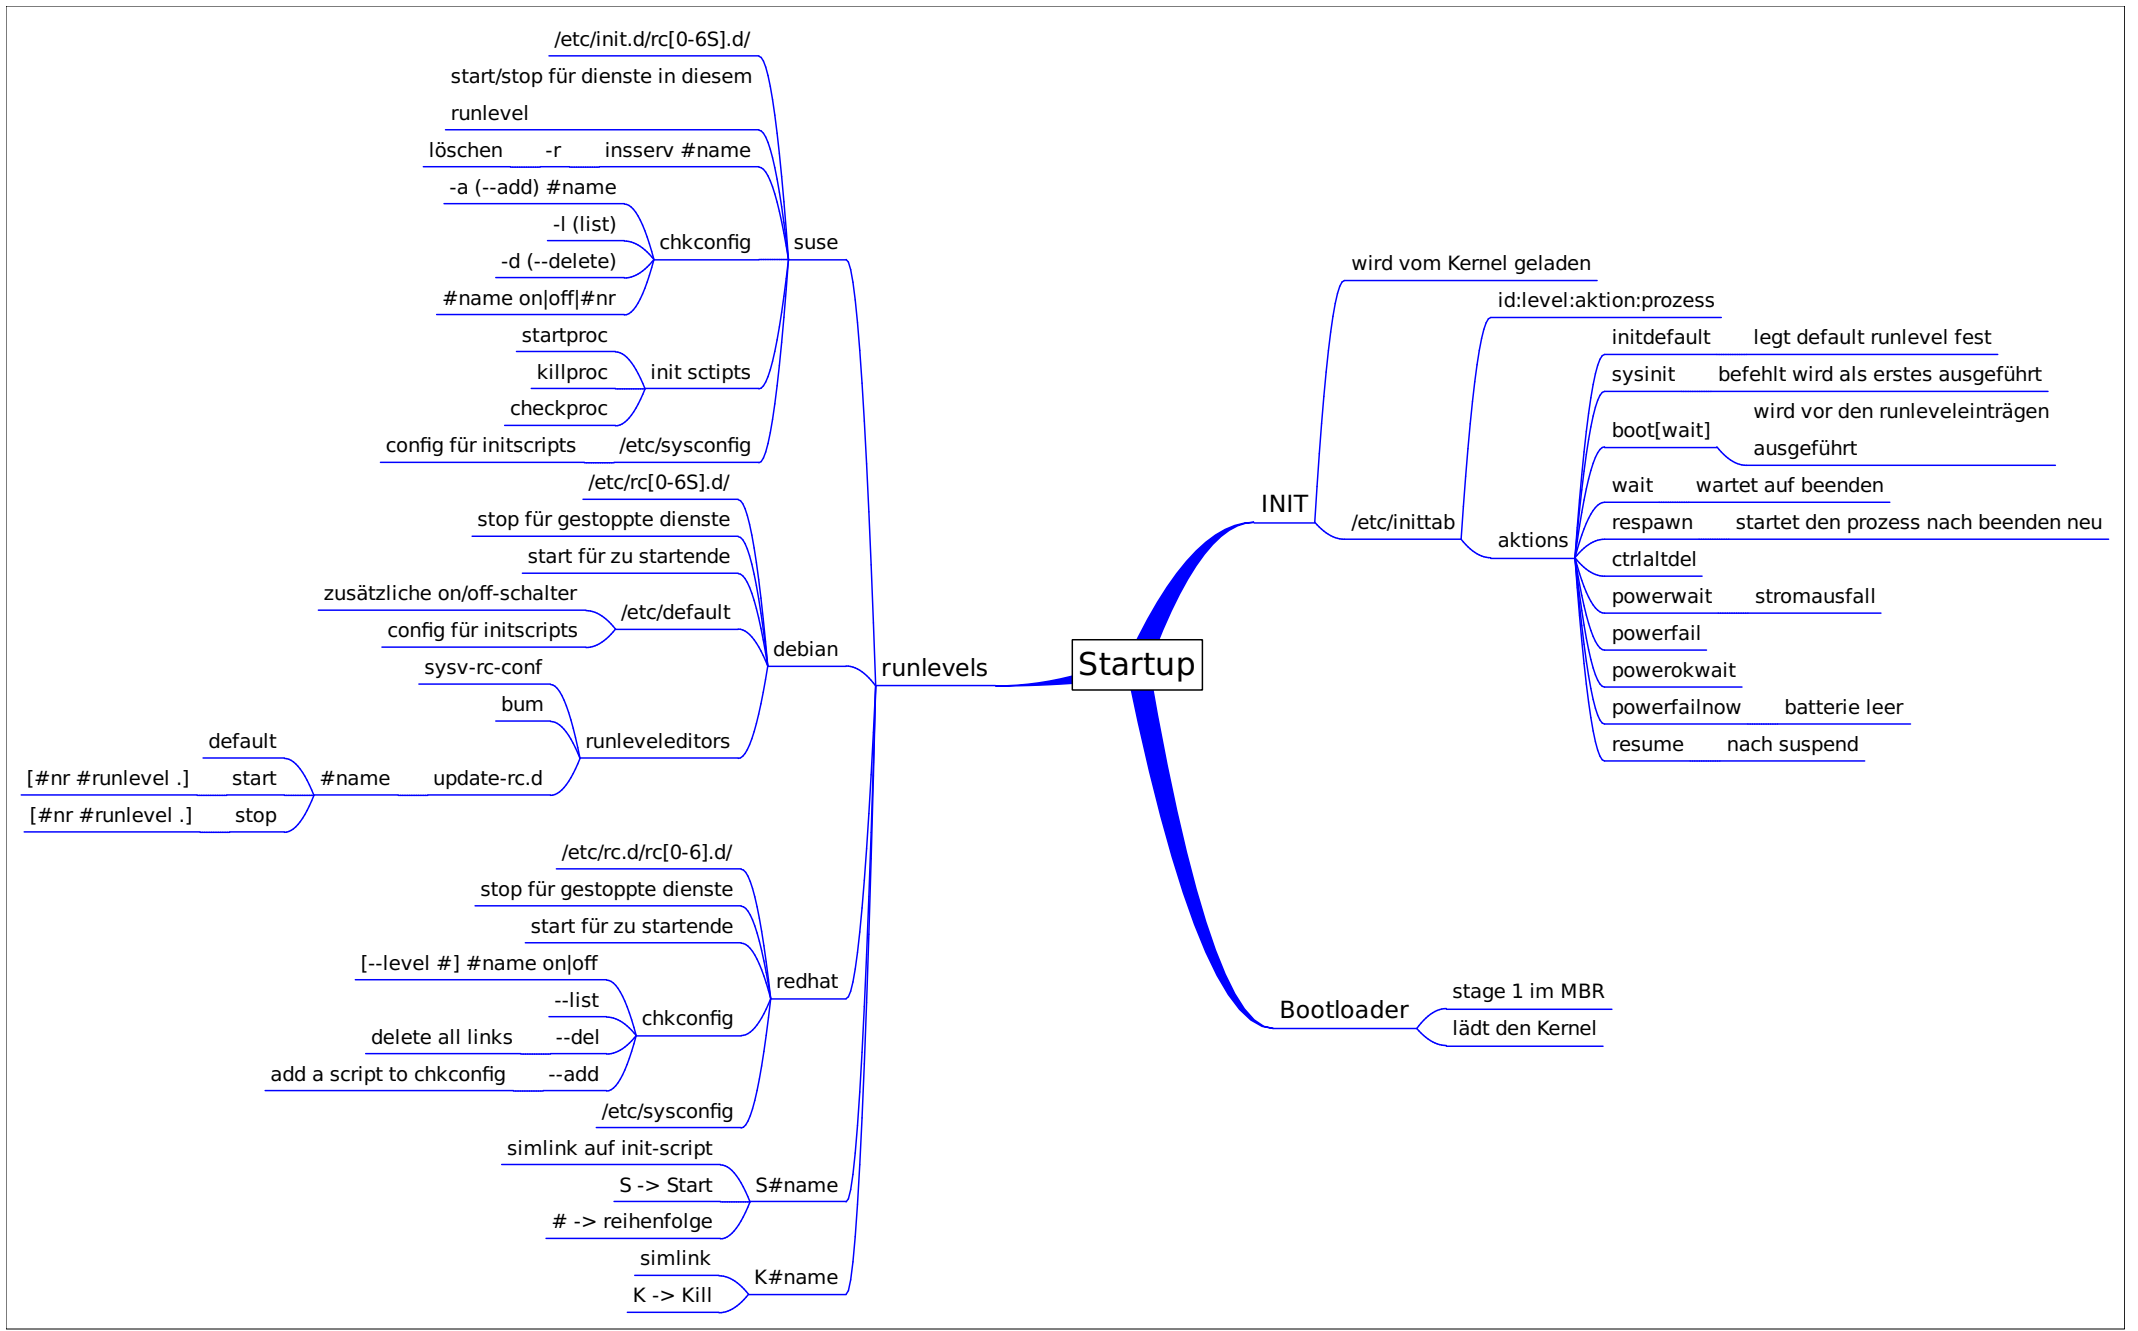 Startup
INIT
wird vom Kernel geladen
/etc/inittab
id:level:aktion:prozess
aktions
initdefault
legt default runlevel fest
sysinit
befehlt wird als erstes ausgeführt
boot[wait]
wird vor den runleveleinträgen
ausgeführt
wait
wartet auf beenden
respawn
startet den prozess nach beenden neu
ctrlaltdel
powerwait
stromausfall
powerfail
powerokwait
powerfailnow
batterie leer
resume
nach suspend
Bootloader
stage 1 im MBR
lädt den Kernel
runlevels
suse
/etc/init.d/rc[0-6S].d/
start/stop für dienste in diesem
runlevel
insserv #name
-r
löschen
chkconfig
-a (--add) #name
-l (list)
-d (--delete)
#name on|off|#nr
init sctipts
startproc
killproc
checkproc
/etc/sysconfig
config für initscripts
debian
/etc/rc[0-6S].d/
stop für gestoppte dienste
start für zu startende
/etc/default
zusätzliche on/off-schalter
config für initscripts
runleveleditors
sysv-rc-conf
bum
update-rc.d
#name
default
start
[#nr #runlevel .]
stop
[#nr #runlevel .]
redhat
/etc/rc.d/rc[0-6].d/
stop für gestoppte dienste
start für zu startende
chkconfig
[--level #] #name on|off
--list
--del
delete all links
--add
add a script to chkconfig
/etc/sysconfig
S#name
simlink auf init-script
S -> Start
# -> reihenfolge
K#name
simlink
K -> Kill